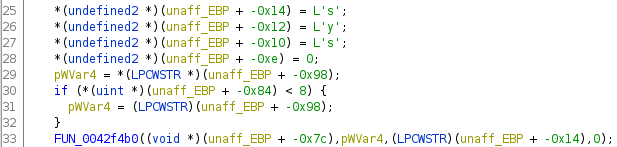 25 *(undefined2 *)(unaff_EBP + -0x14) = L's';
26 *(undefined2 *)(unaff_EBP + -0x12) = L'y';
27 *(undefined2 *)(unaff_EBP + -0x10) = L's';
28 *(undefined2 *)(unaff_EBP + -0xe) = 0;
29 pWVar4 = *(LPCWSTR *)(unaff_EBP + -0x98);
30 if (*(uint *)(unaff_EBP + -0x84) < 8) {
31 pWVar4 = (LPCWSTR)(unaff_EBP + -0x98);
32 }
33 FUN_0042f4b0((void *)(unaff_EBP + -0x7c),pWVar4,(LPCWSTR)(unaff_EBP + -0x14),0);